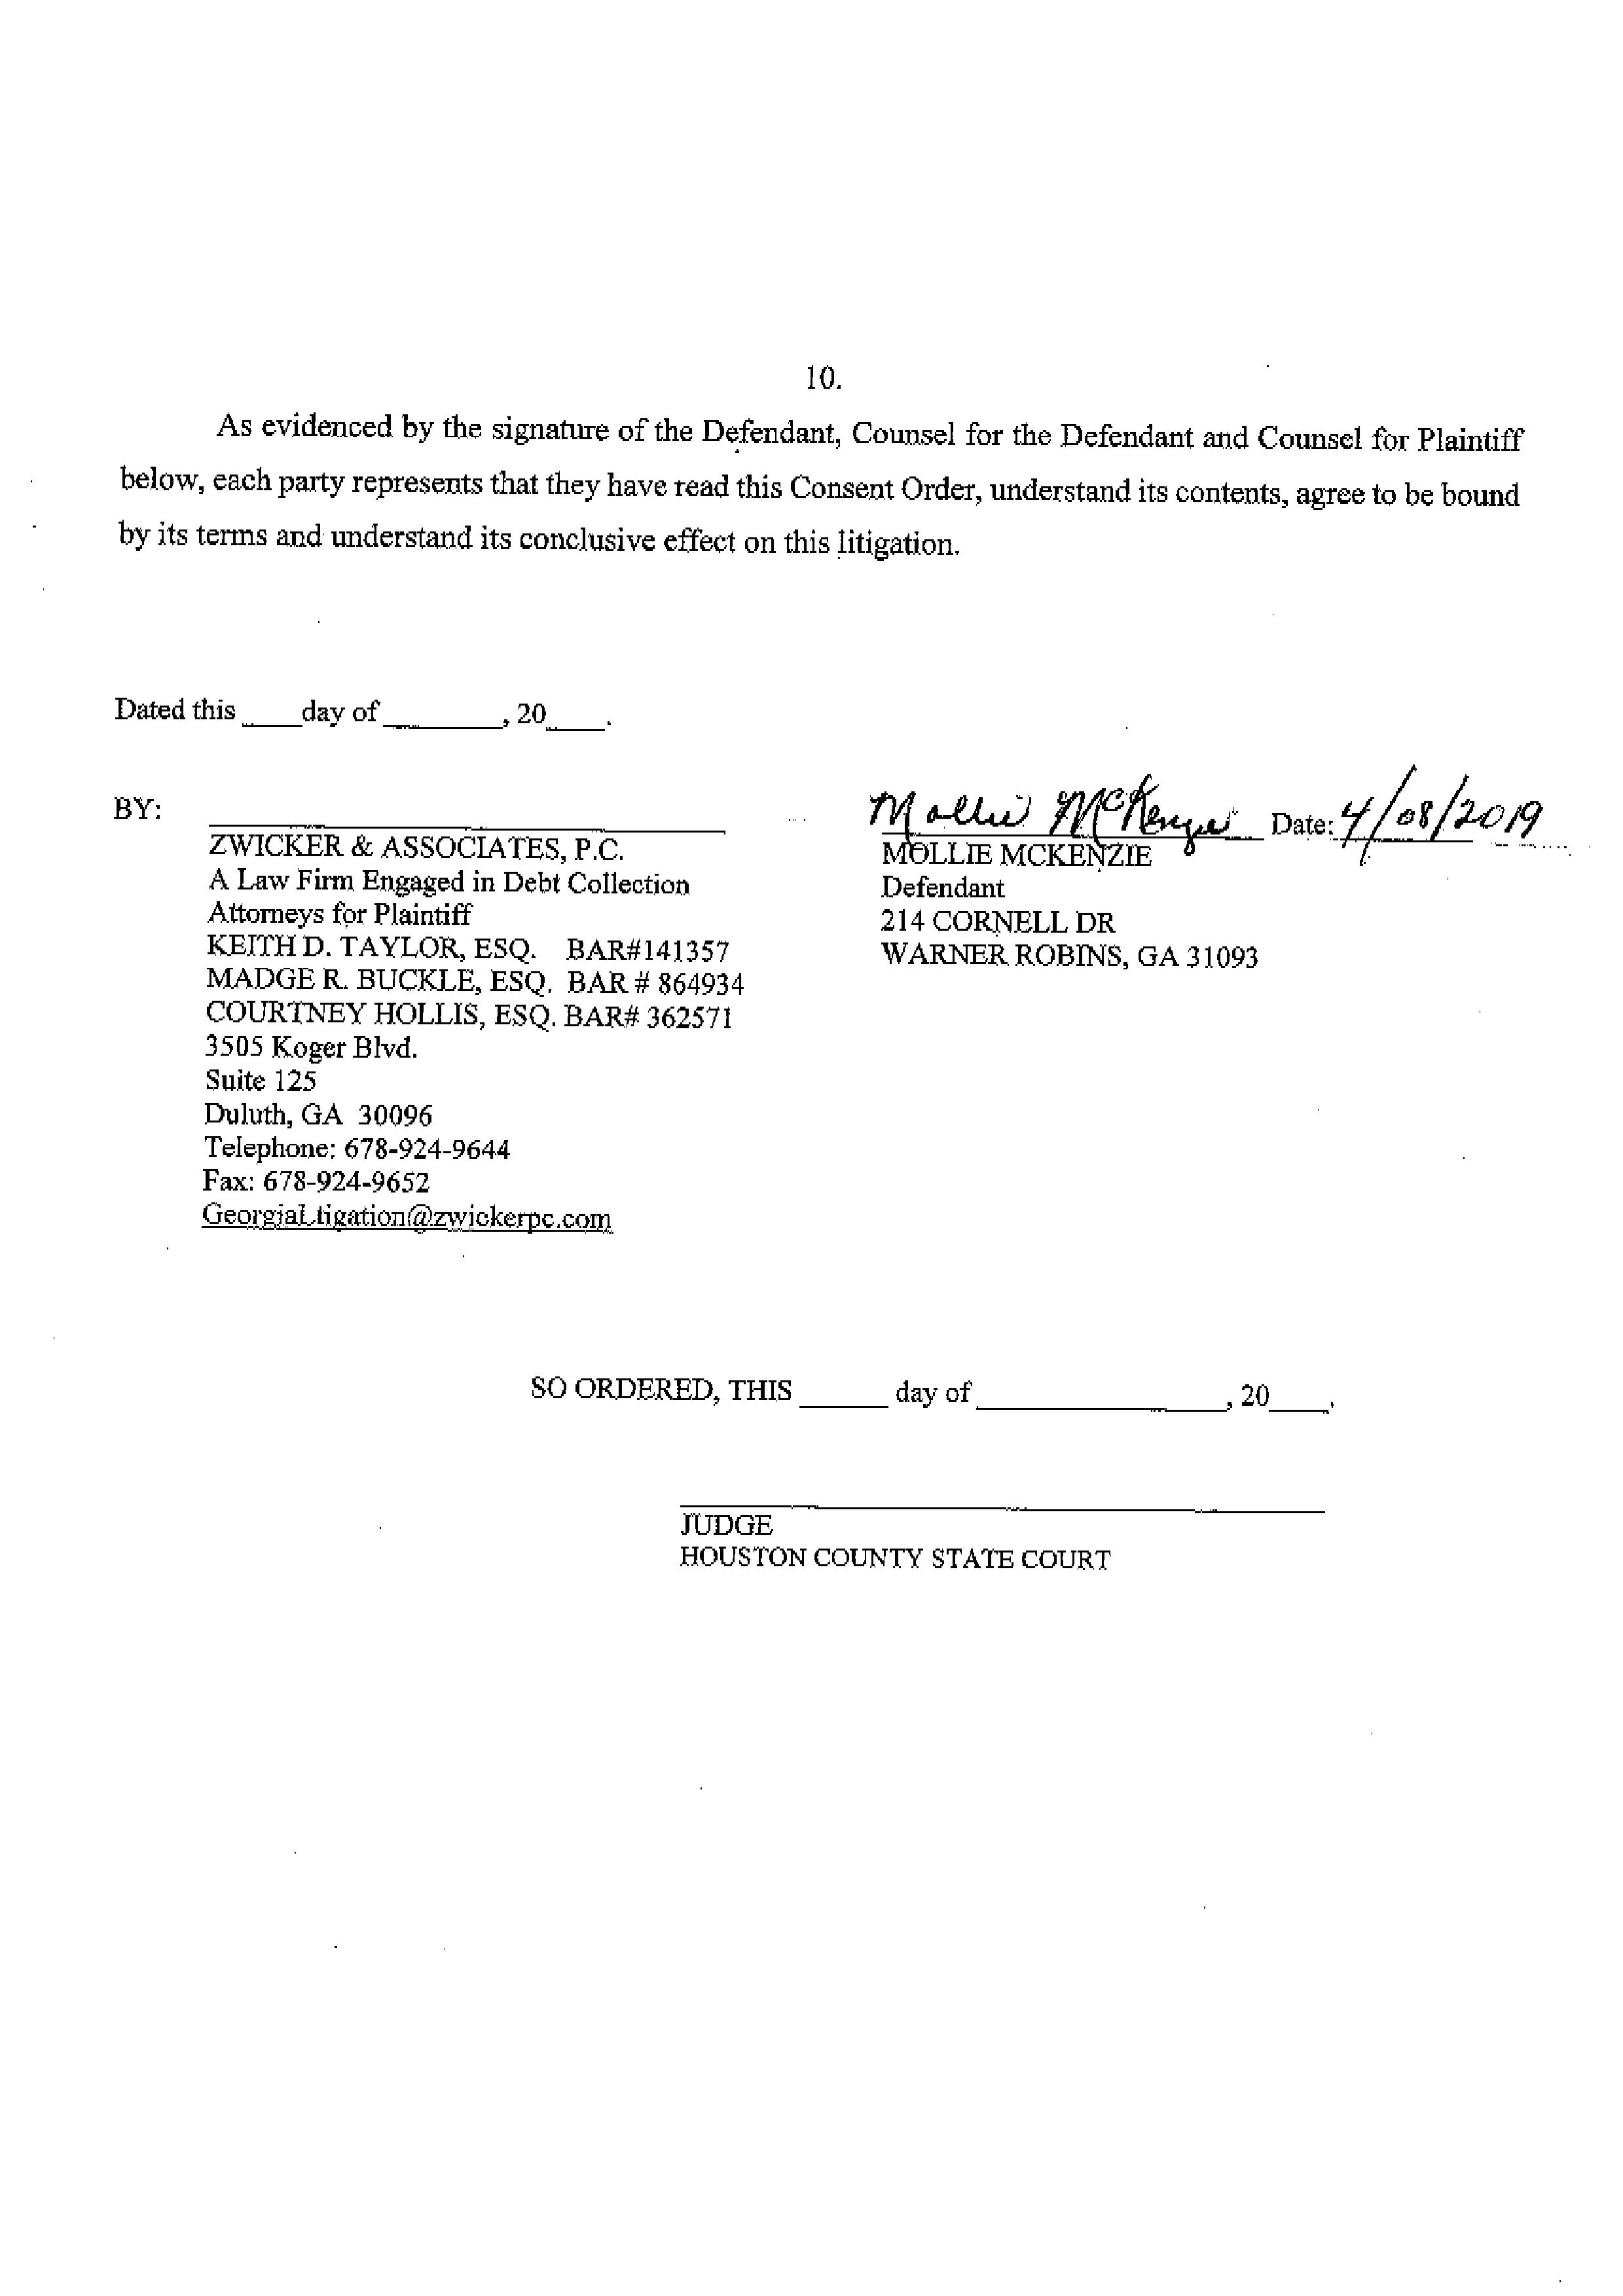 10.
As evidenced by the signature of the Defendant, Counsel for the Defendant and Counsel for Plaintiff
below, each party represents that they have read this Consent Order, understand its contents, agree to be bound
by its terms and understand its conclusive effect on this litigation.
Dated this ____ day of ________, 20____.
BY: ____________________
Mollie McKenzie Date: 4/08/2019
ZWICKER & ASSOCIATES, P.C.
A Law Firm Engaged in Debt Collection
Attorneys for Plaintiff
KEITH D. TAYLOR, ESQ. BAR#141357
MADGE R. BUCKLE, ESQ. BAR # 864934
COURTNEY HOLLIS, ESQ. BAR# 362571
3505 Koger Blvd.
Suite 125
Duluth, GA 30096
Telephone: 678-924-9644
Fax: 678-924-9652
GeorgiaLtigation@zwickerpc.com
MOLLIE MCKENZIE
Defendant
214 CORNELL DR
WARNER ROBINS, GA 31093
SO ORDERED, THIS ______ day of ________________, 20____.
JUDGE
HOUSTON COUNTY STATE COURT